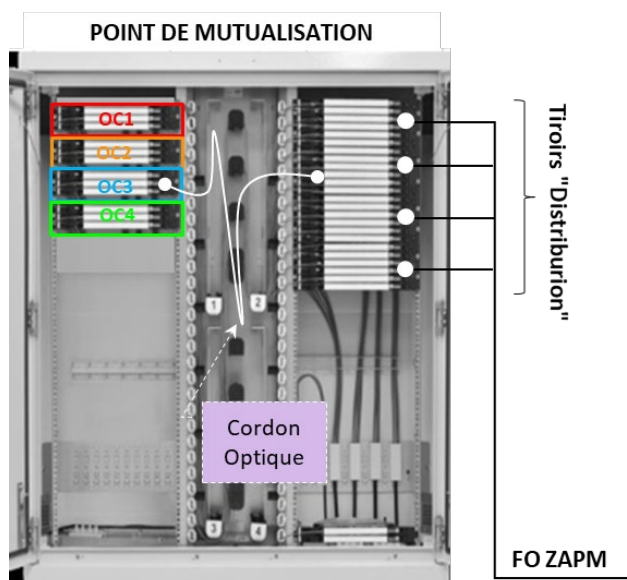 POINT DE MUTUALISATION
OC1
OC2
OC3
OC4
Tiroirs "Distriburion"
1
2
Cordon
Optique
3
4
FO ZAPM